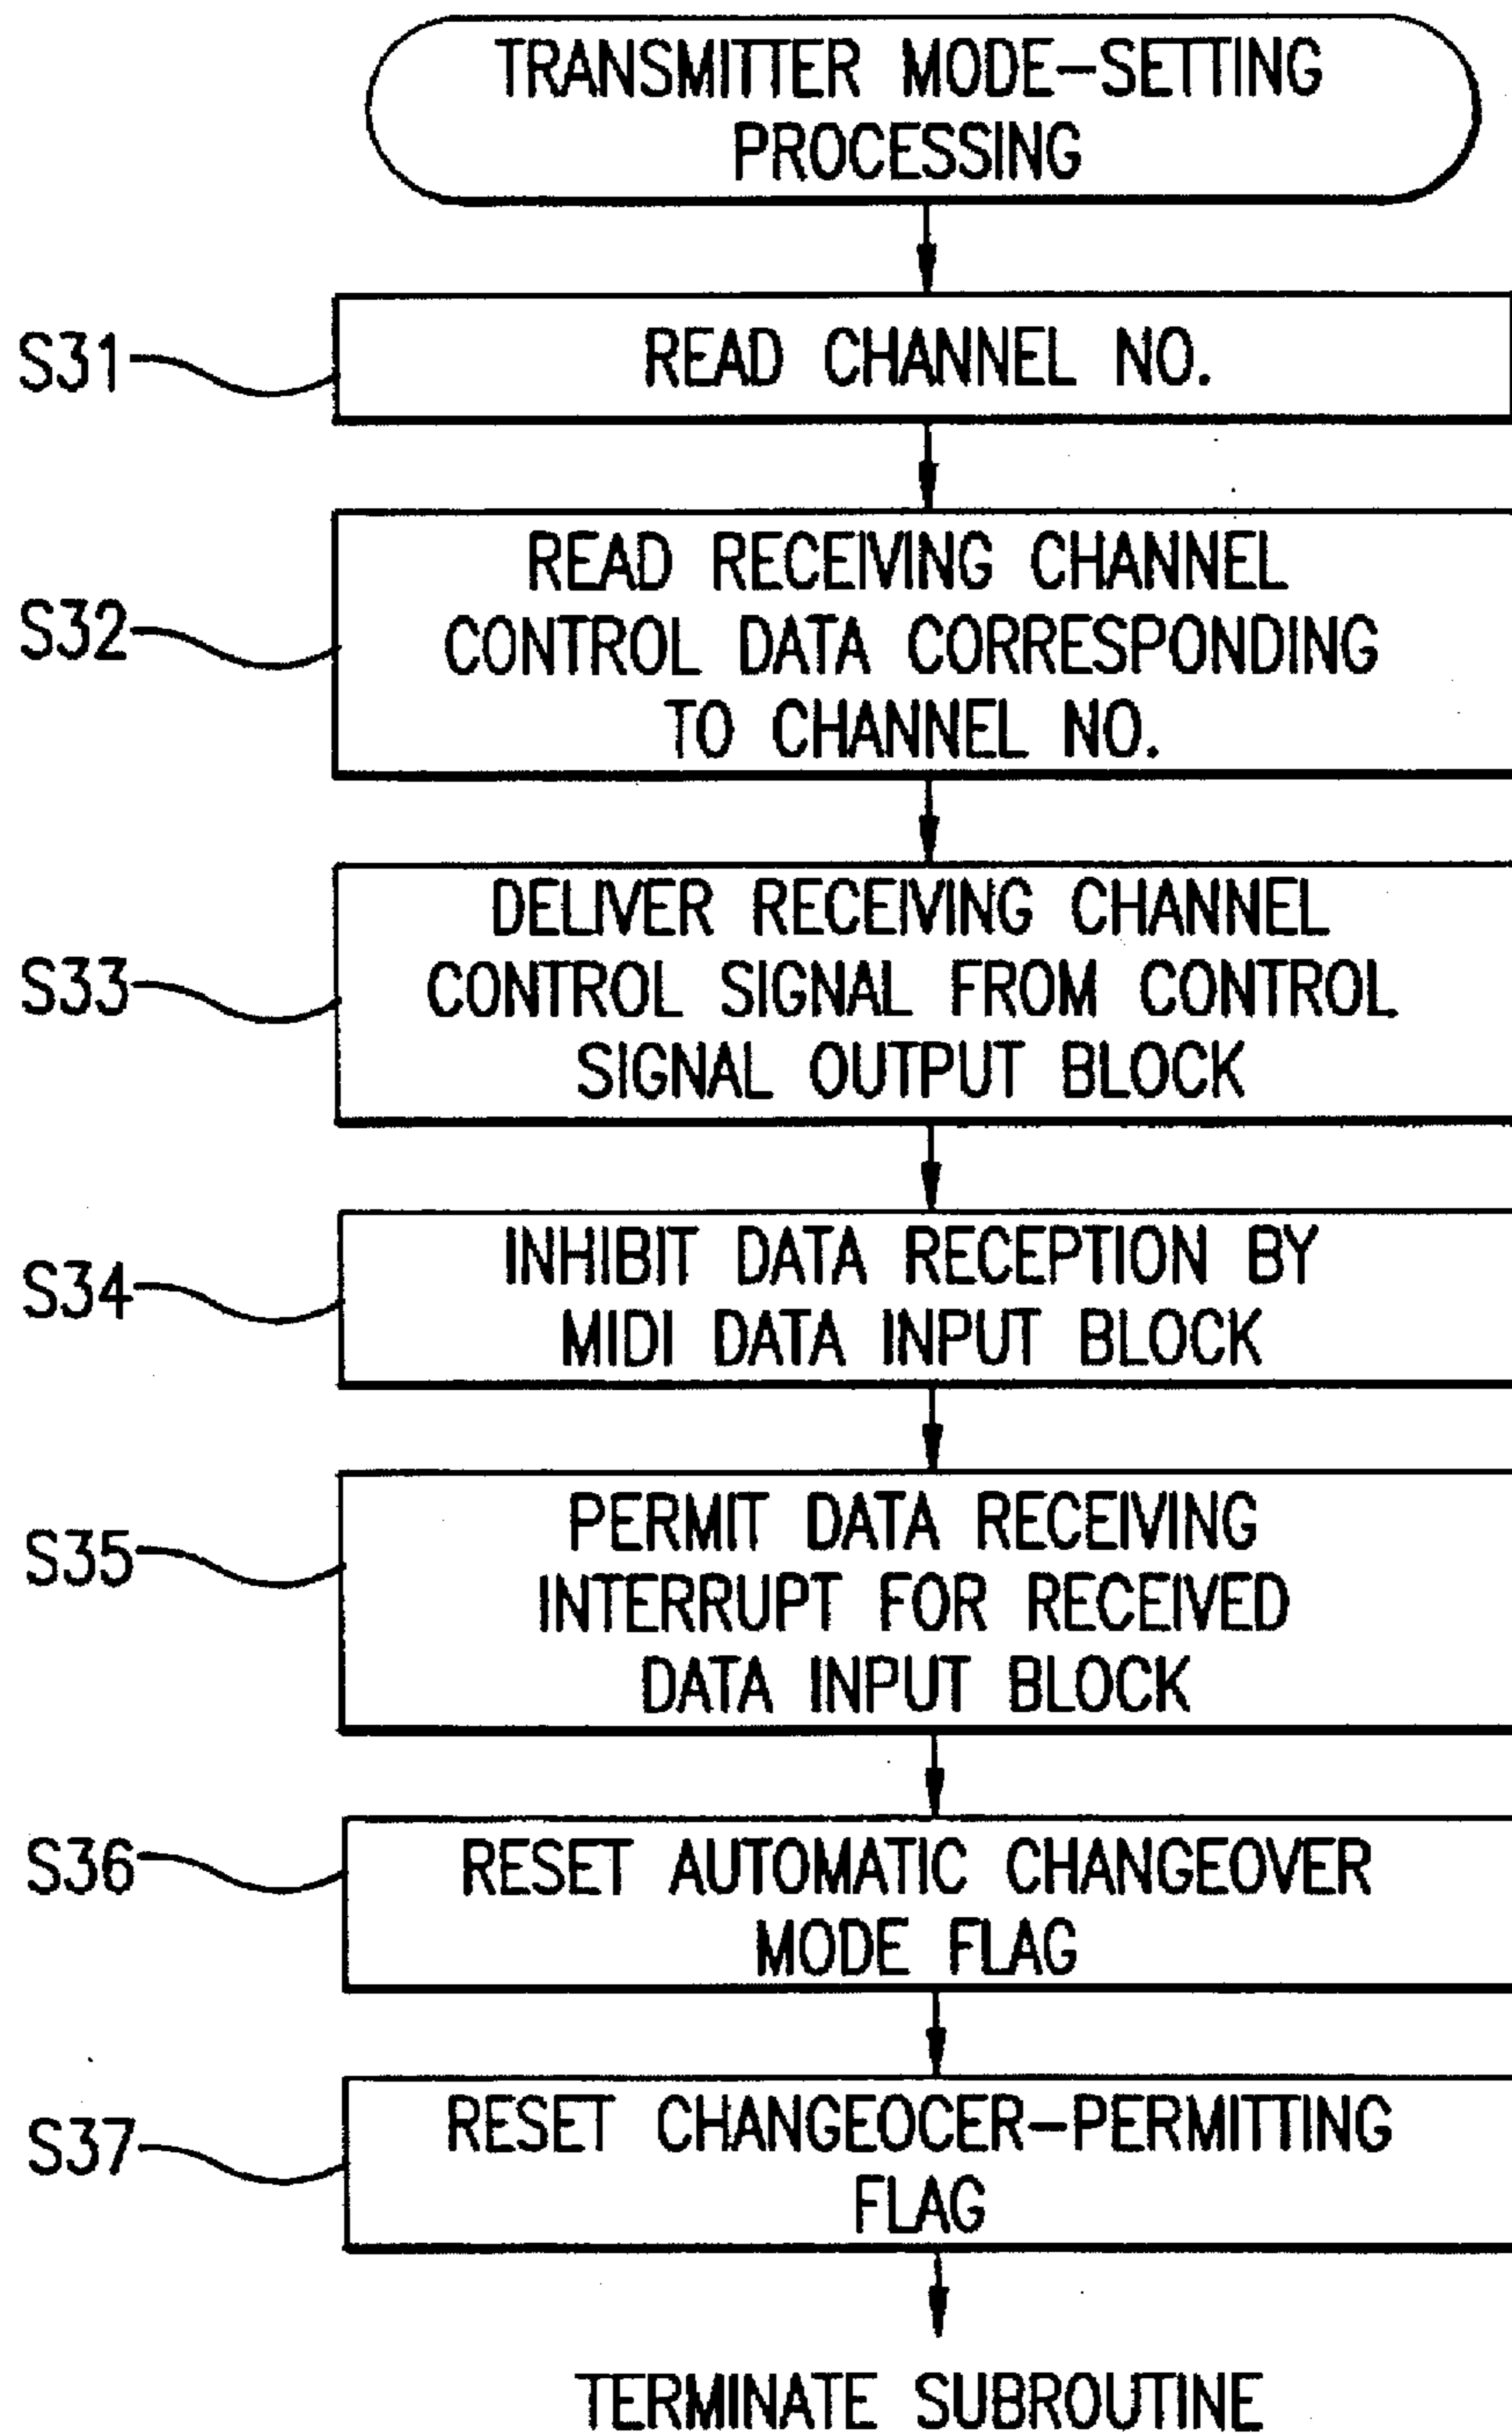 TRANSMITTER MODE-SETTING
PROCESSING
S31
READ CHANNEL NO.
S32
READ RECEIVING CHANNEL
CONTROL DATA CORRESPONDING
TO CHANNEL NO.
S33
DELIVER RECEIVING CHANNEL
CONTROL SIGNAL FROM CONTROL
SIGNAL OUTPUT BLOCK
S34
INHIBIT DATA RECEPTION BY
MIDI DATA INPUT BLOCK
S35
PERMIT DATA RECEIVING
INTERRUPT FOR RECEIVED
DATA INPUT BLOCK
S36
RESET AUTOMATIC CHANGEOVER
MODE FLAG
S37
RESET CHANGEOCER-PERMITTING
FLAG
TERMINATE SUBROUTINE